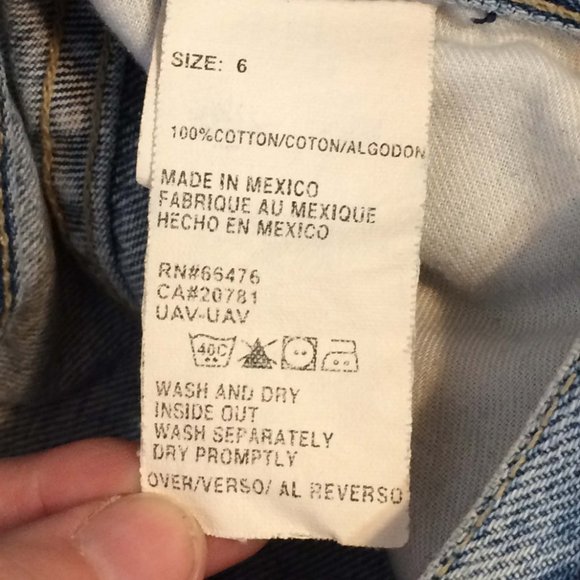 SIZE: 6
100%COTTON/COTON/ALGODON
MADE IN MEXICO
FABRIQUE AU MEXIQUE
HECHO EN MEXICO
RN#66476
CA#20781
UAV-UAV
40C
WASH AND DRY
INSIDE OUT
WASH SEPARATELY
DRY PROMPTLY
OVER/VERSO/ AL REVERSO